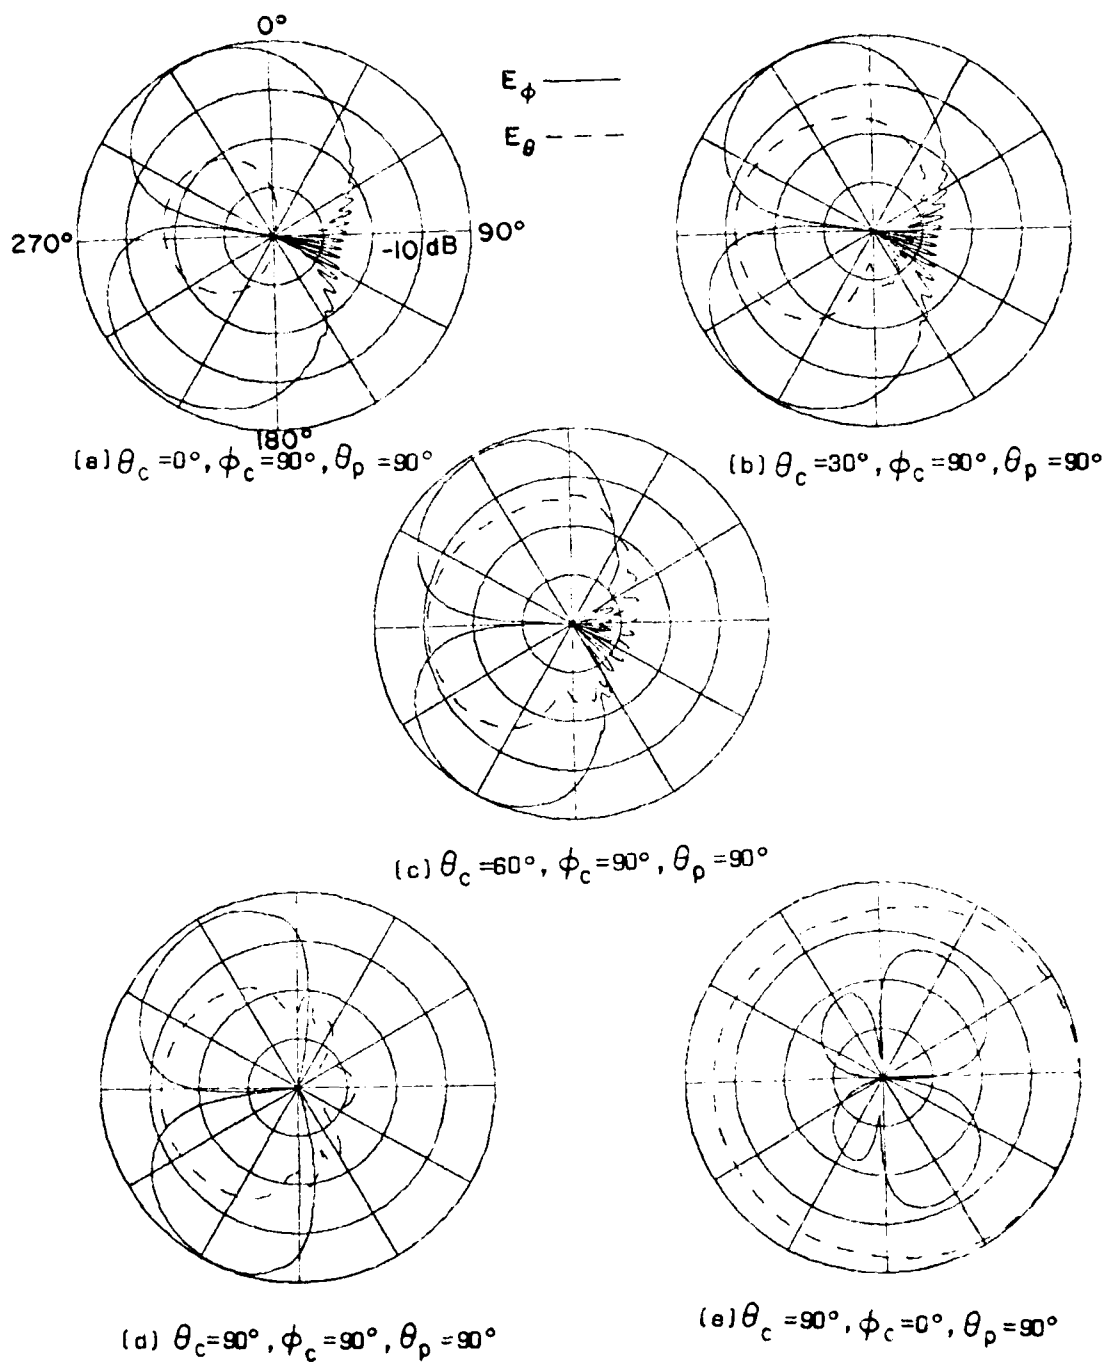 0°
E_ϕ ———
E_θ – – –
270°
-10 dB
90°
180°
(a) θ_c =0°, ϕ_c =90°, θ_p =90°
(b) θ_c =30°, ϕ_c =90°, θ_p =90°
(c) θ_c =60°, ϕ_c =90°, θ_p =90°
(d) θ_c =90°, ϕ_c =90°, θ_p =90°
(e) θ_c =90°, ϕ_c =0°, θ_p =90°